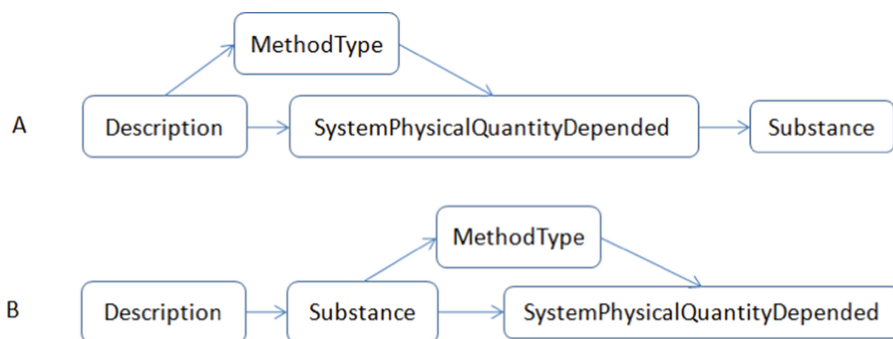 MethodType
A Description SystemPhysicalQuantityDepended Substance
MethodType
B Description Substance SystemPhysicalQuantityDepended